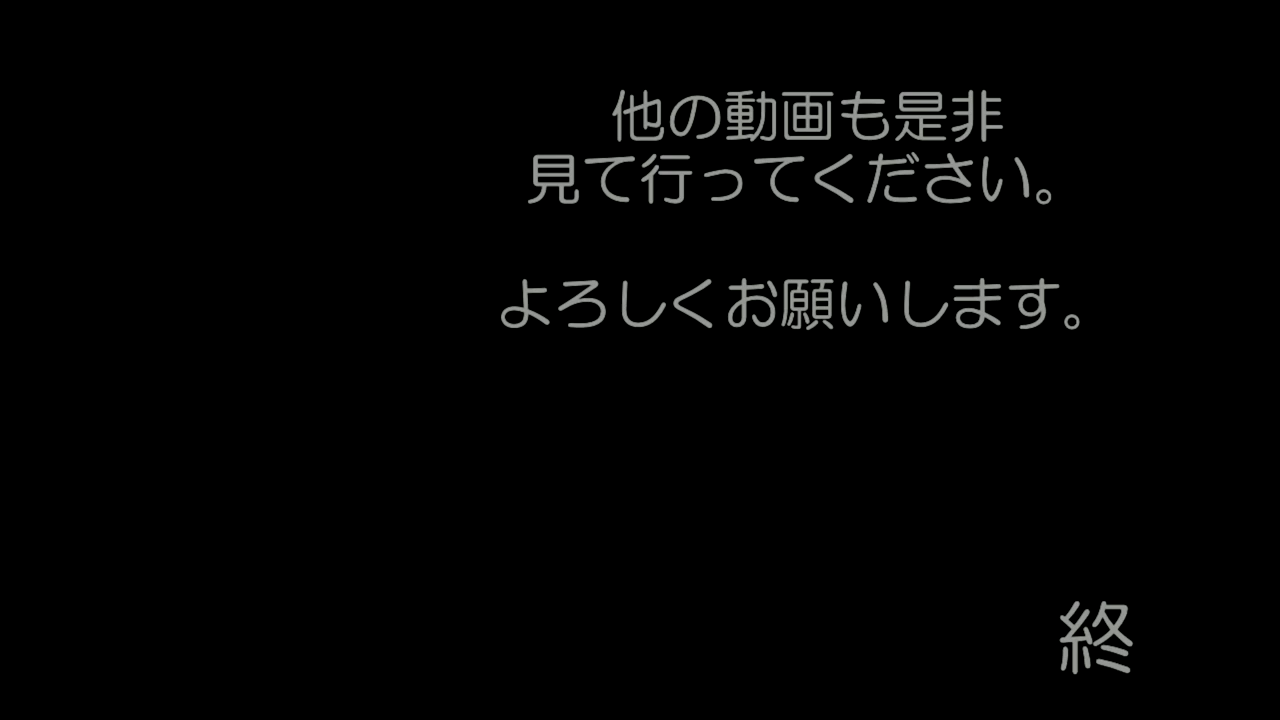 他の動画も是非
見て行ってください。
よろしくお願いします。
終